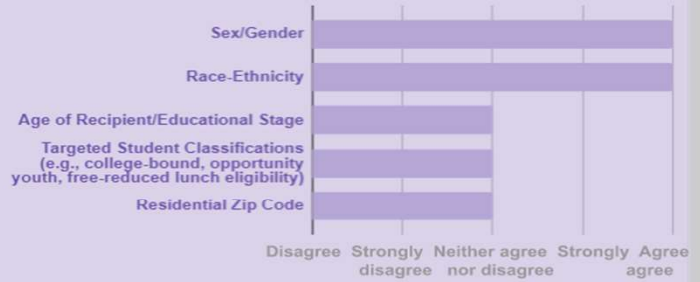 Sex/Gender
Race-Ethnicity
Age of Recipient/Educational Stage
Targeted Student Classifications
(e.g., college-bound, opportunity
youth, free-reduced lunch eligibility)
Residential Zip Code
Disagree Strongly Neither agree Strongly Agree
disagree nor disagree agree